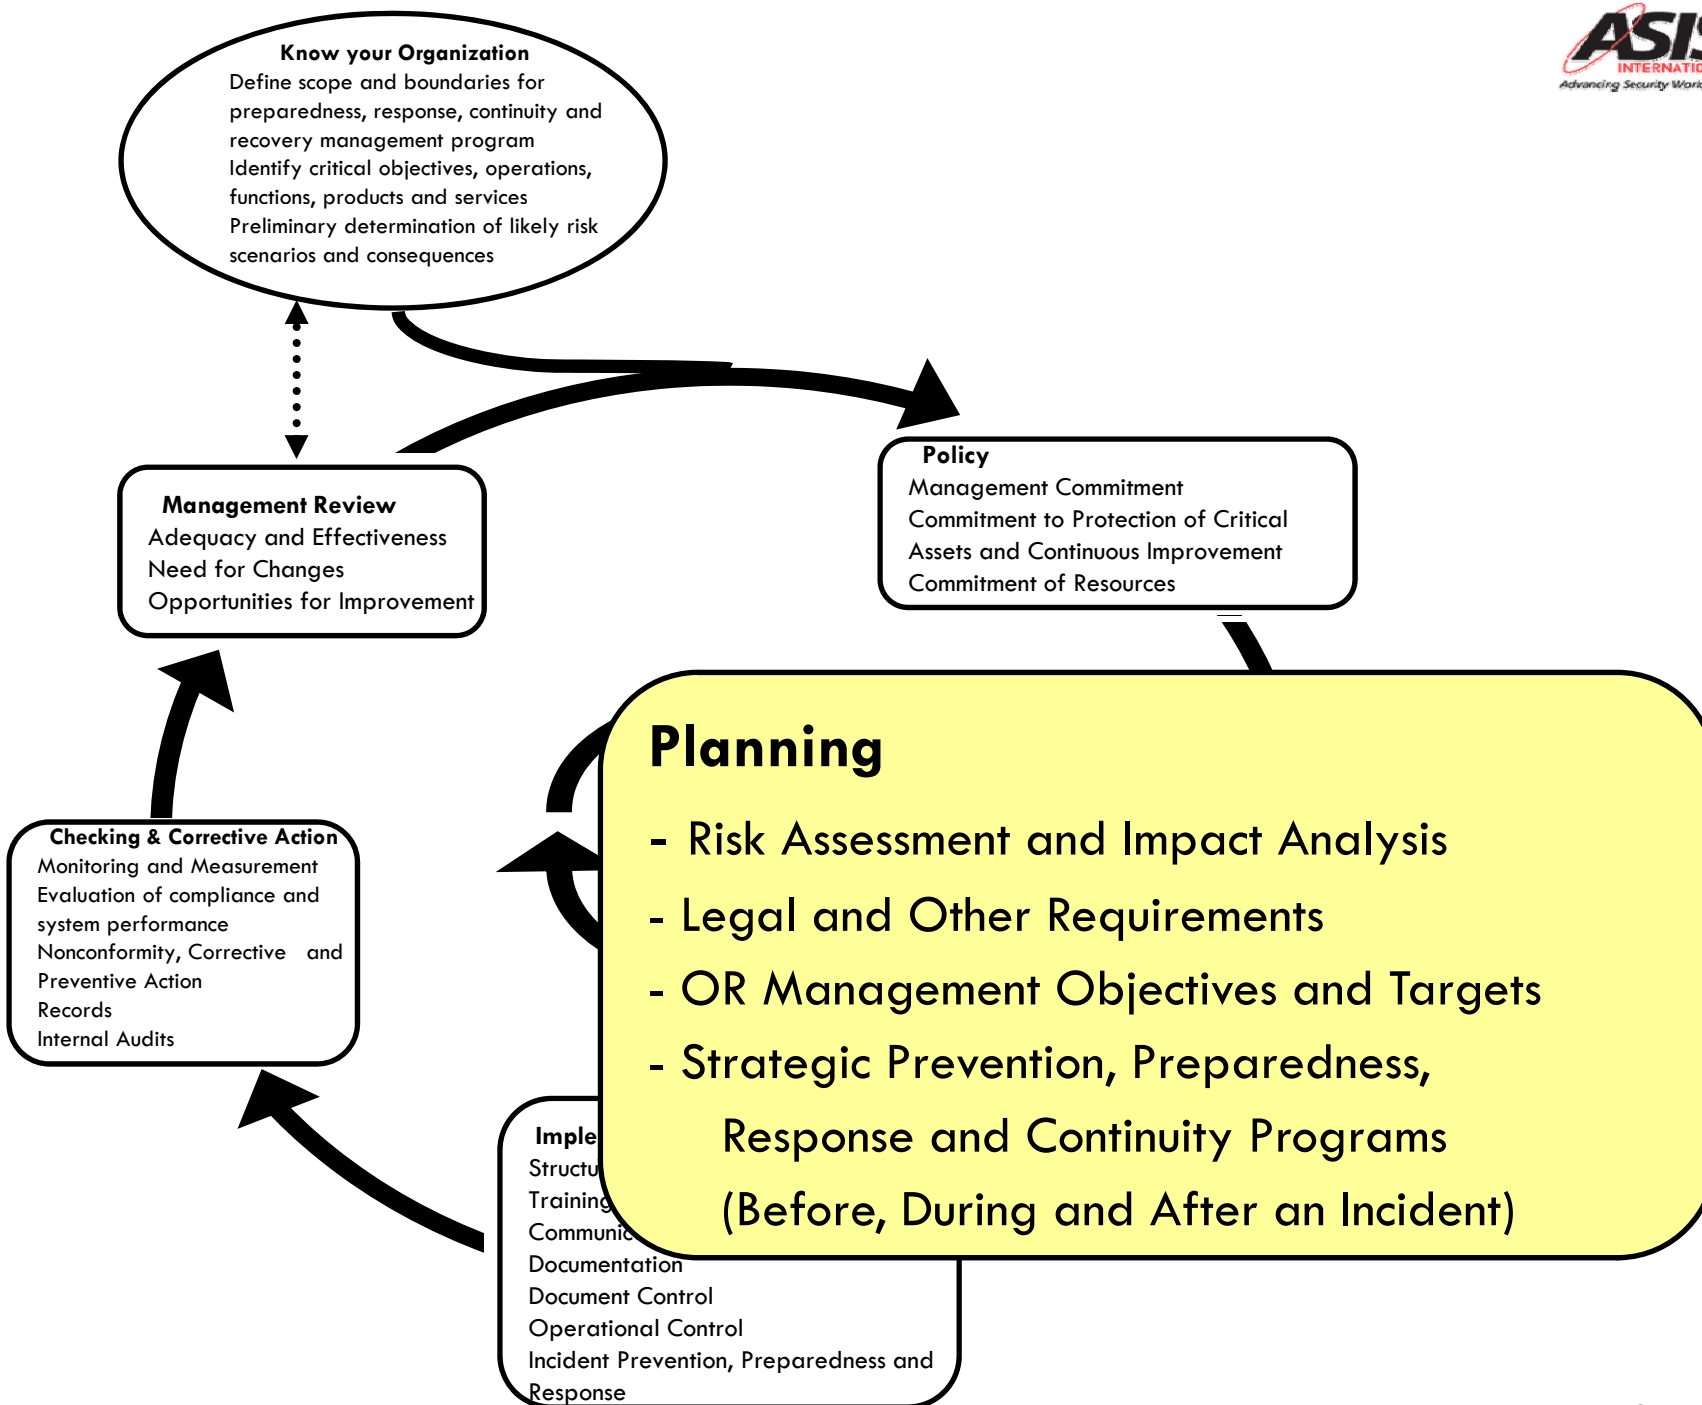 ASIS
INTERNATIO
Advancing Security Worl
Know your Organization
Define scope and boundaries for
preparedness, response, continuity and
recovery management program
Identify critical objectives, operations,
functions, products and services
Preliminary determination of likely risk
scenarios and consequences
Policy
Management Commitment
Commitment to Protection of Critical
Assets and Continuous Improvement
Commitment of Resources
Management Review
Adequacy and Effectiveness
Need for Changes
Opportunities for Improvement
Planning
- Risk Assessment and Impact Analysis
- Legal and Other Requirements
- OR Management Objectives and Targets
- Strategic Prevention, Preparedness,
Response and Continuity Programs
(Before, During and After an Incident)
Checking & Corrective Action
Monitoring and Measurement
Evaluation of compliance and
system performance
Nonconformity, Corrective and
Preventive Action
Records
Internal Audits
Imple
Structu
Training
Communic
Documentation
Document Control
Operational Control
Incident Prevention, Preparedness and
Response